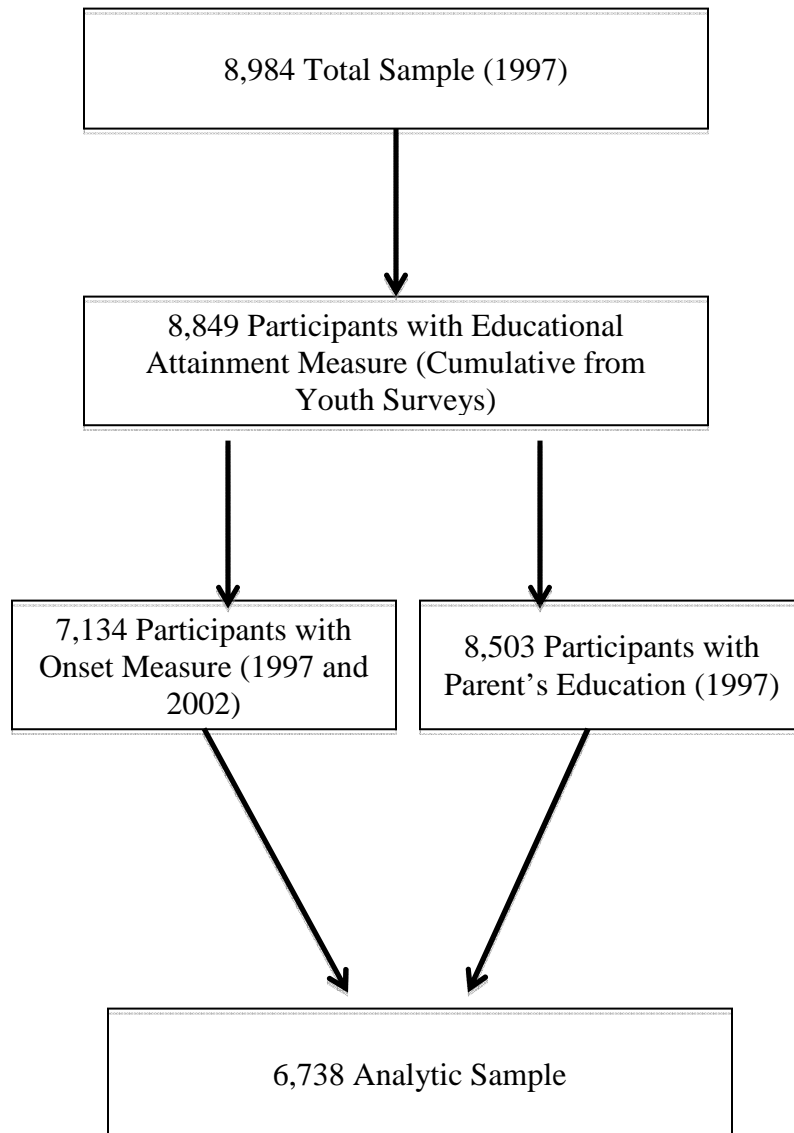 8,984 Total Sample (1997)
8,849 Participants with Educational
Attainment Measure (Cumulative from
Youth Surveys)
7,134 Participants with
Onset Measure (1997 and
2002)
8,503 Participants with
Parent’s Education (1997)
6,738 Analytic Sample